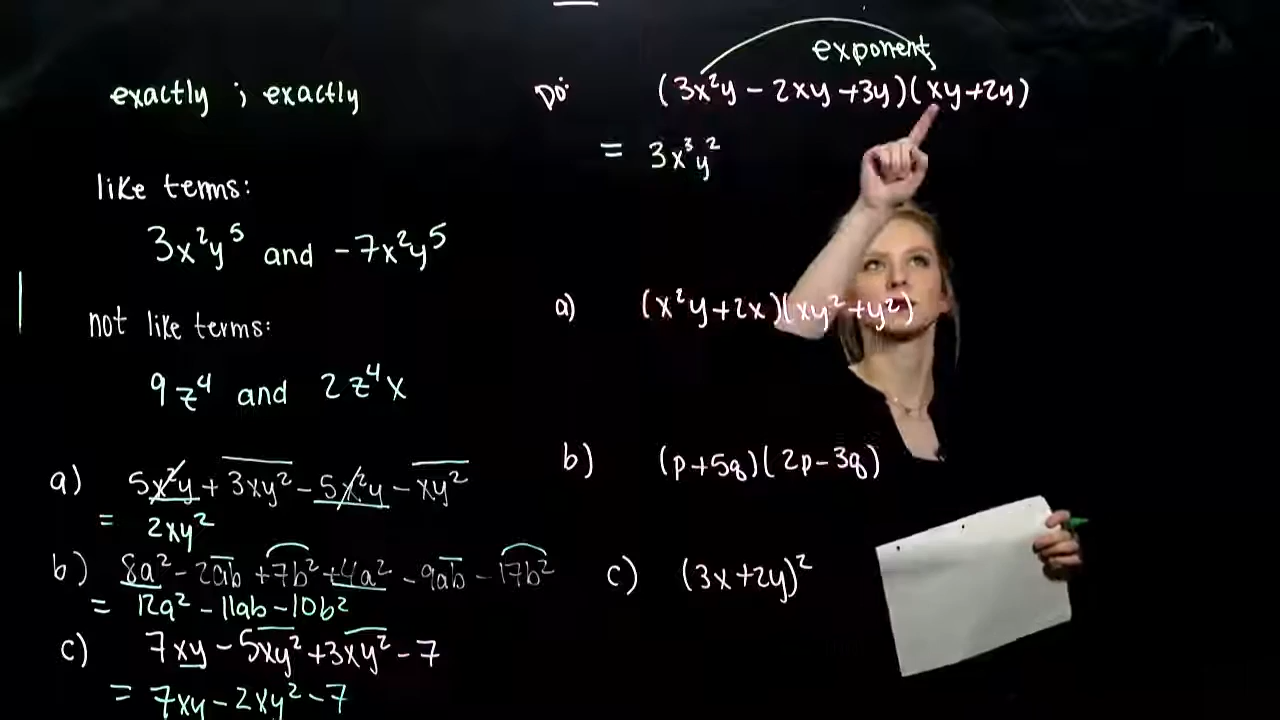 exactly ; exactly
like terms:
3x²y⁵ and -7x²y⁵
not like terms:
9z⁴ and 2z⁴x
a) 5x²y + 3xy² - 5x²y - xy²
= 2xy²
b) 8a² - 2ab + 7b² + 4a² - 9ab - 17b²
= 12a² - 11ab - 10b²
c) 7xy - 5xy² + 3xy² - 7
= 7xy - 2xy² - 7
exponent
Do: (3x²y - 2xy + 3y)(xy + 2y)
= 3x³y²
a) (x²y + 2x)(xy² + y²)
b) (p + 5q)(2p - 3q)
c) (3x + 2y)²